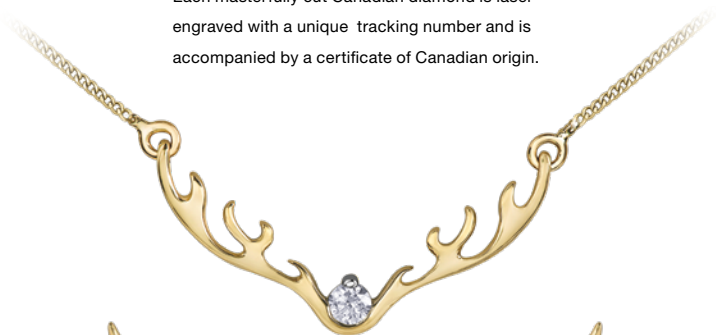 Each masterfully cut Canadian diamond is laser
engraved with a unique tracking number and is
accompanied by a certificate of Canadian origin.